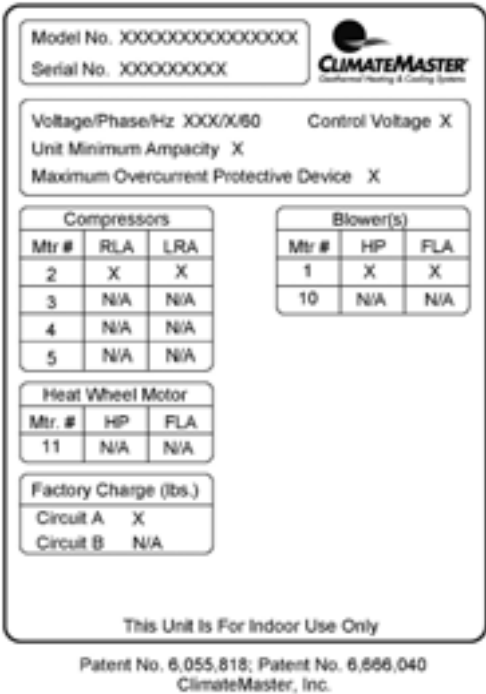 Model No. XXXXXXXXXXXXXXX
Serial No. XXXXXXXXX
CLIMATEMASTER
Geothermal Heating & Cooling Systems
Voltage/Phase/Hz XXX/X/60 Control Voltage X
Unit Minimum Ampacity X
Maximum Overcurrent Protective Device X
Compressors
Mtr # RLA LRA
2 X X
3 N/A N/A
4 N/A N/A
5 N/A N/A
Blower(s)
Mtr # HP FLA
1 X X
10 N/A N/A
Heat Wheel Motor
Mtr. # HP FLA
11 N/A N/A
Factory Charge (lbs.)
Circuit A X
Circuit B N/A
This Unit Is For Indoor Use Only
Patent No. 6,055,818; Patent No. 6,666,040
ClimateMaster, Inc.